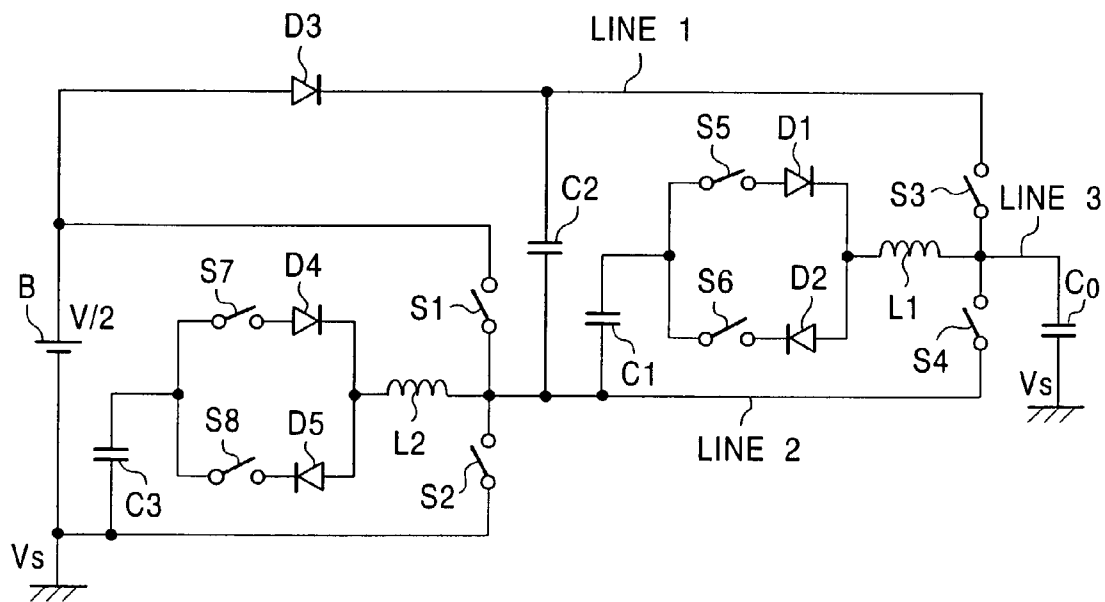 D3
LINE 1
S5
D1
C2
S3
LINE 3
B
V/2
S7
D4
S1
S6
D2
L1
C0
C1
S4
Vs
S8
D5
L2
LINE 2
C3
S2
Vs